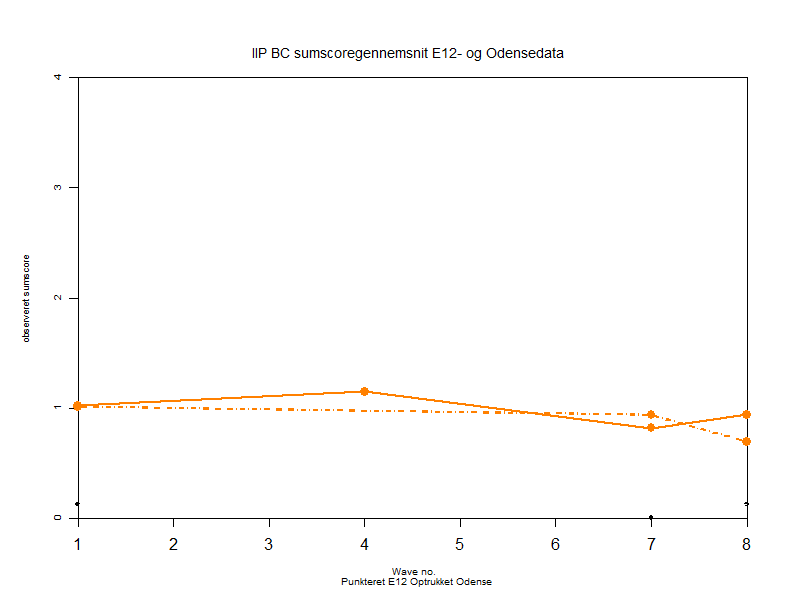 IIP BC sumscoregennemsnit E12- og Odensedata
4
3
2
1
0
observeret sumscore
1 2 3 4 5 6 7 8
Wave no.
Punkteret E12 Optrukket Odense